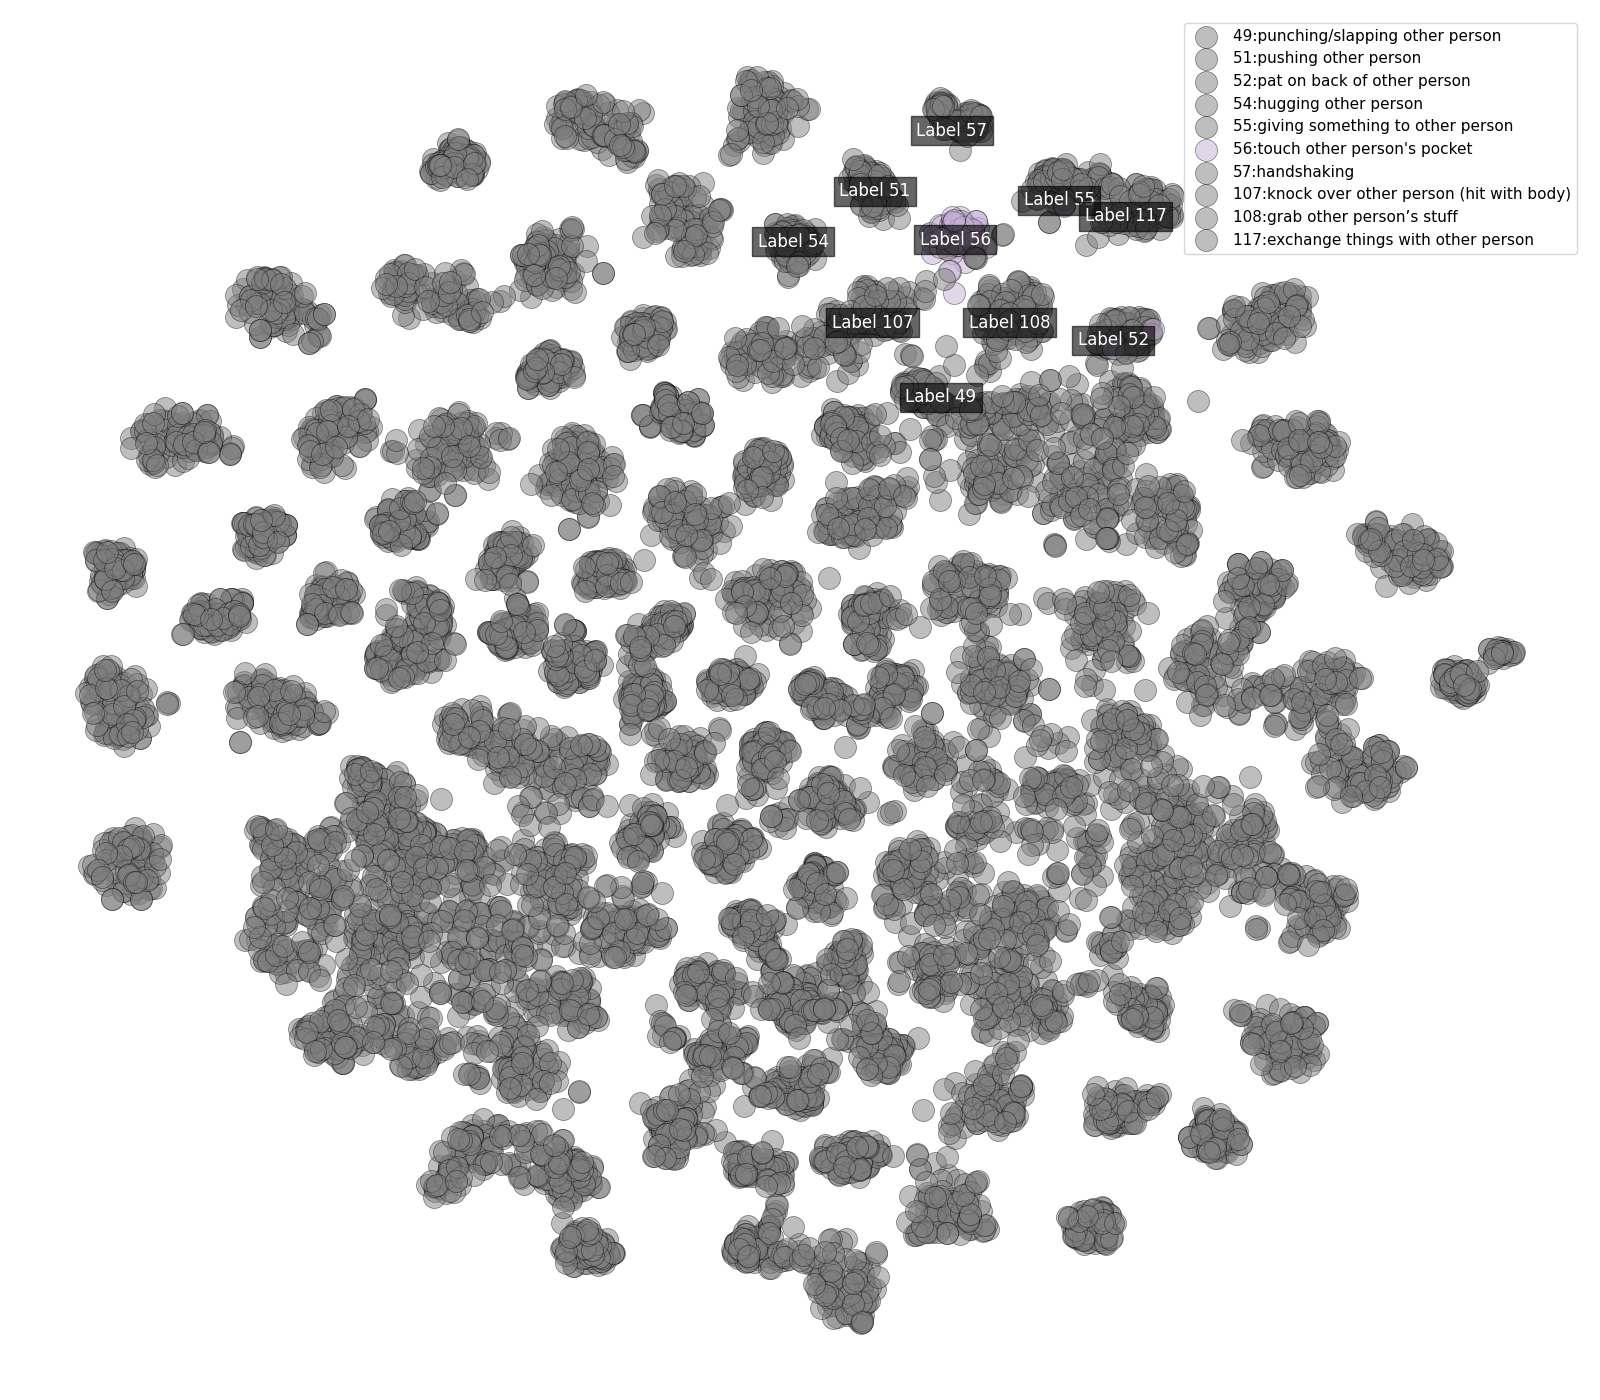 49:punching/slapping other person
51:pushing other person
52:pat on back of other person
54:hugging other person
55:giving something to other person
56:touch other person's pocket
57:handshaking
107:knock over other person (hit with body)
108:grab other person’s stuff
117:exchange things with other person
Label 57
Label 51
Label 55
Label 117
Label 54
Label 56
Label 107
Label 108
Label 52
Label 49